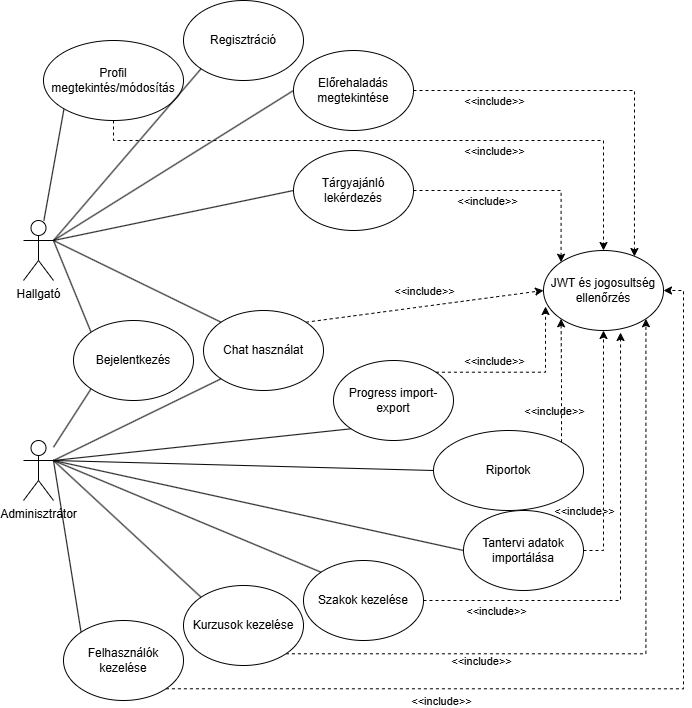 Regisztráció
Profil
megtekintés/módosítás
Előrehaladás
megtekintése
<<include>>
<<include>>
Tárgyajánló
lekérdezés
<<include>>
Hallgató
JWT és jogosultség
ellenőrzés
<<include>>
Bejelentkezés
Chat használat
<<include>>
Progress import-
export
<<include>>
Riportok
Adminisztrátor
<<include>>
Tantervi adatok
importálása
Szakok kezelése
<<include>>
Kurzusok kezelése
Felhasználók
kezelése
<<include>>
<<include>>